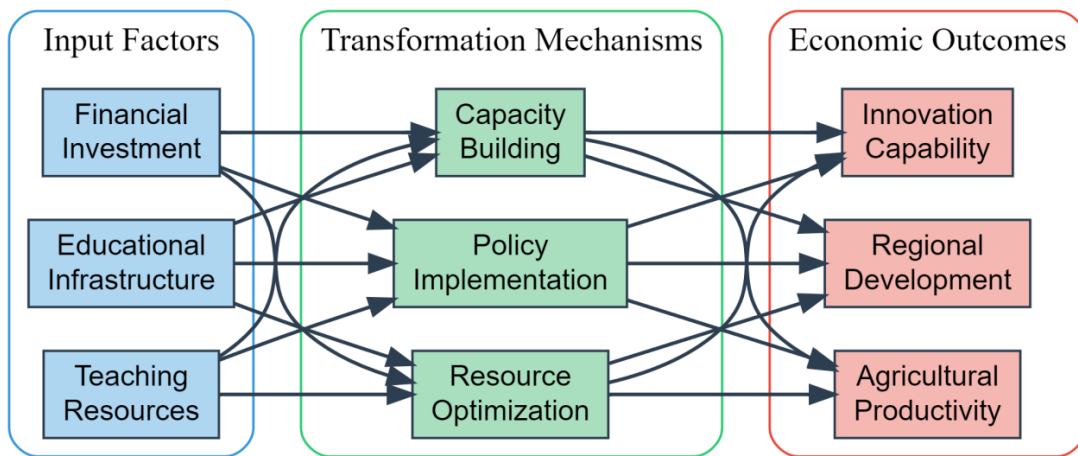 Input Factors
Transformation Mechanisms
Economic Outcomes
Financial
Investment
Capacity
Building
Innovation
Capability
Educational
Infrastructure
Policy
Implementation
Regional
Development
Teaching
Resources
Resource
Optimization
Agricultural
Productivity